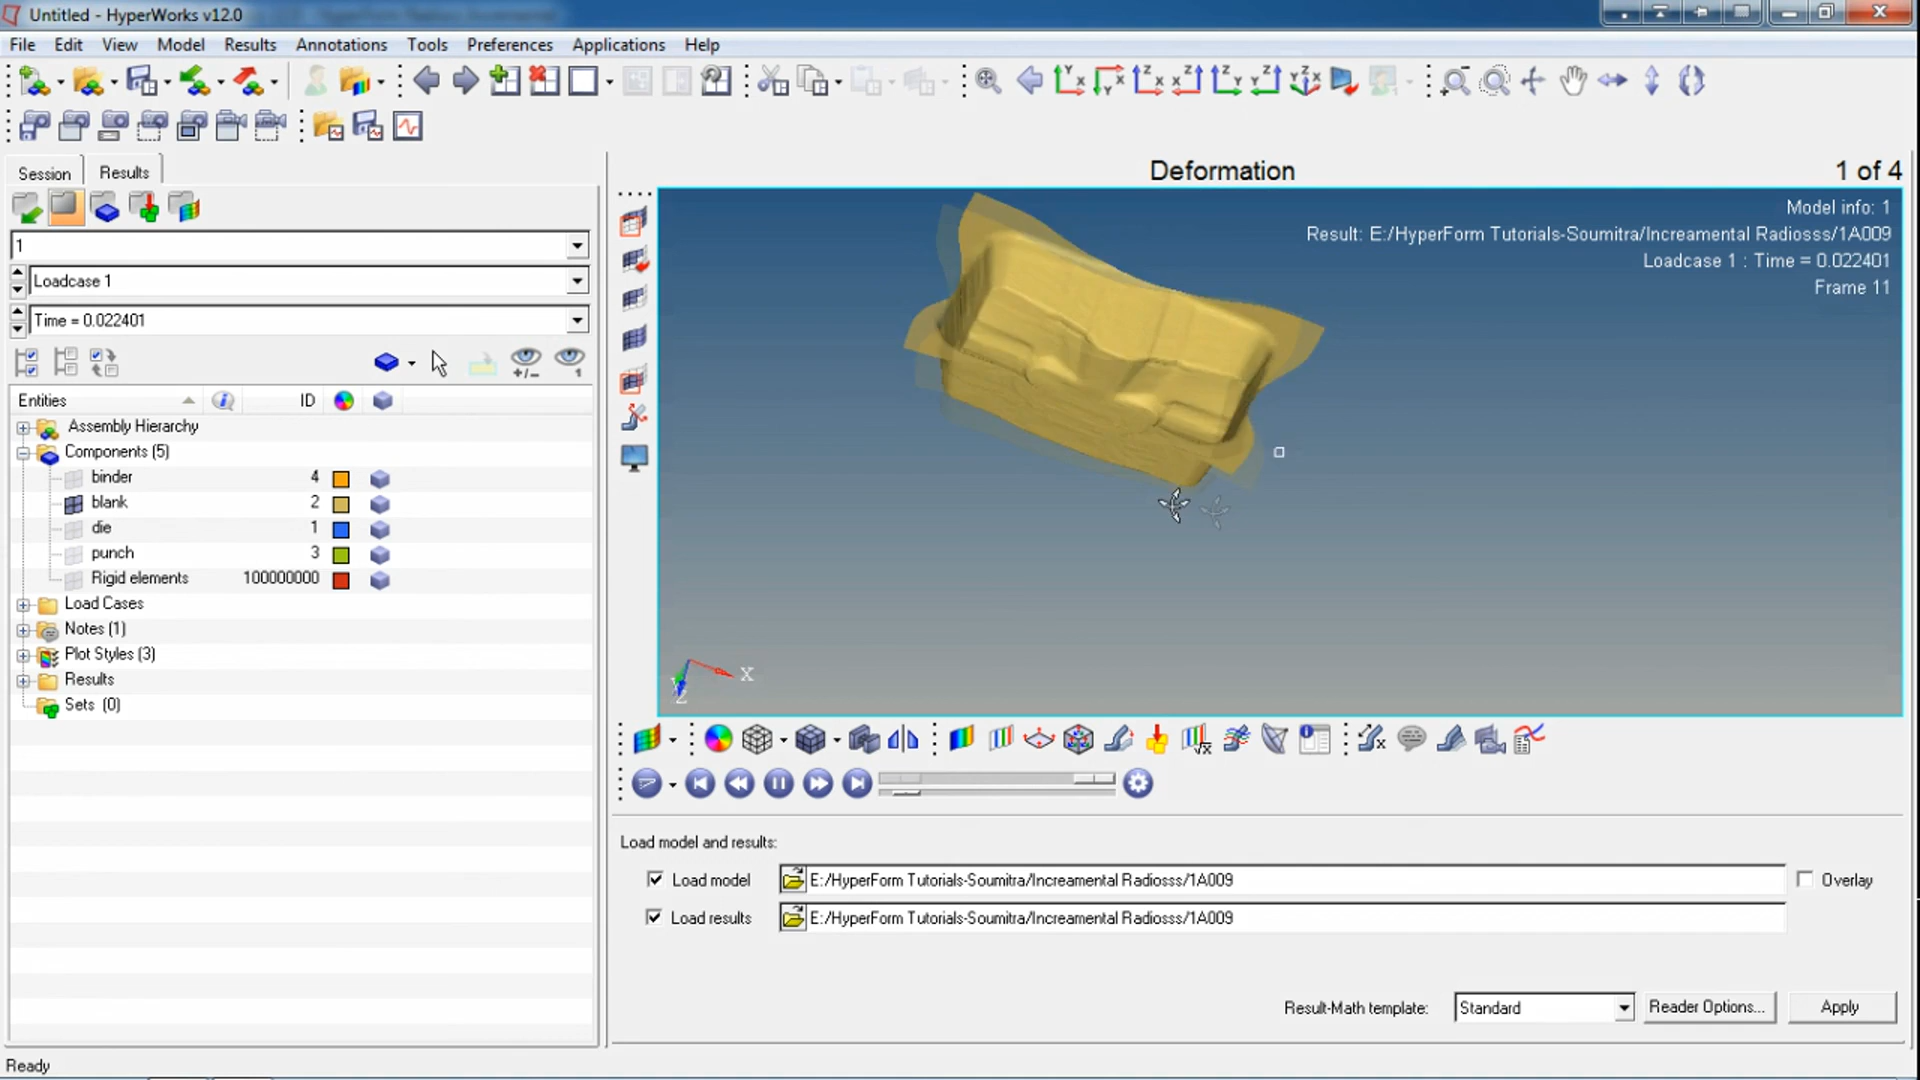 Untitled - HyperWorks v12.0
File Edit View Model Results Annotations Tools Preferences Applications Help
Session Results
Deformation
1 of 4
1
Loadcase 1
Time = 0.022401
Entities ID
Assembly Hierarchy
Components (5)
binder 4
blank 2
die 1
punch 3
Rigid elements 100000000
Load Cases
Notes (1)
Plot Styles (3)
Results
Sets (0)
Model info: 1
Result: E:/HyperForm Tutorials-Soumitra/Increamental Radiosss/1A009
Loadcase 1 : Time = 0.022401
Frame 11
X
Z
Load model and results:
Load model E:/HyperForm Tutorials-Soumitra/Increamental Radiosss/1A009 Overlay
Load results E:/HyperForm Tutorials-Soumitra/Increamental Radiosss/1A009
Result-Math template: Standard Reader Options... Apply
Ready